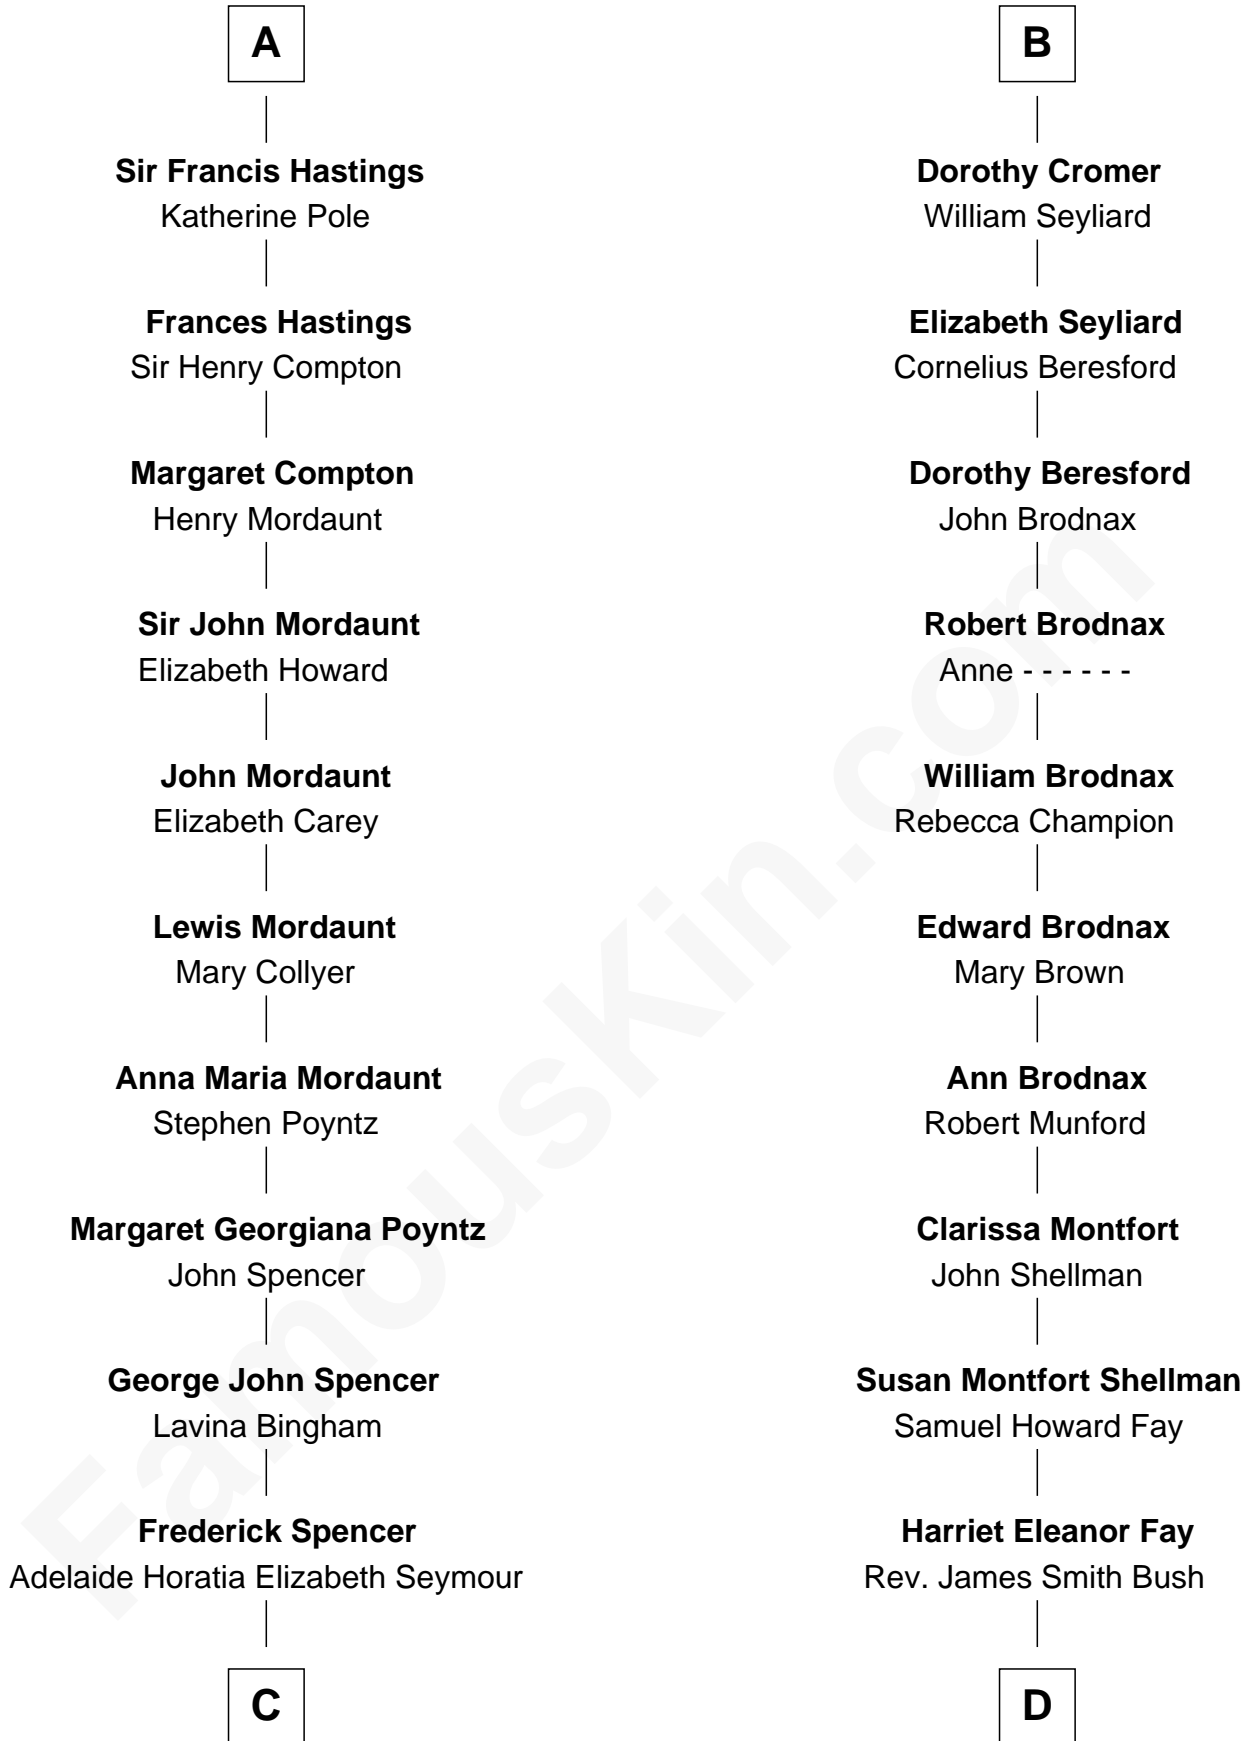 A
Sir Francis Hastings
Katherine Pole
Frances Hastings
Sir Henry Compton
Margaret Compton
Henry Mordaunt
Sir John Mordaunt
Elizabeth Howard
John Mordaunt
Elizabeth Carey
Lewis Mordaunt
Mary Collyer
Anna Maria Mordaunt
Stephen Poyntz
Margaret Georgiana Poyntz
John Spencer
George John Spencer
Lavina Bingham
Frederick Spencer
Adelaide Horatia Elizabeth Seymour
C
B
Dorothy Cromer
William Seyliard
Elizabeth Seyliard
Cornelius Beresford
Dorothy Beresford
John Brodnax
Robert Brodnax
Anne - - - - - -
William Brodnax
Rebecca Champion
Edward Brodnax
Mary Brown
Ann Brodnax
Robert Munford
Clarissa Montfort
John Shellman
Susan Montfort Shellman
Samuel Howard Fay
Harriet Eleanor Fay
Rev. James Smith Bush
D
FamousKin.com